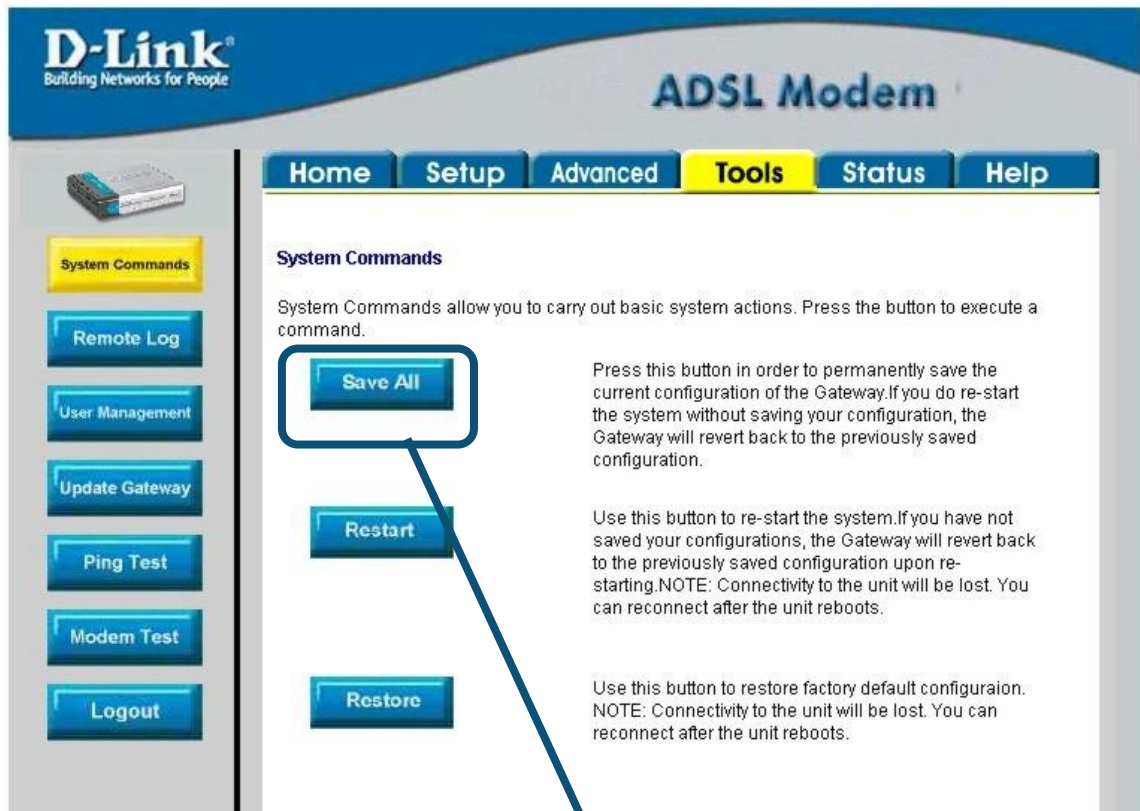 D-Link®
Building Networks for People
ADSL Modem
Home
Setup
Advanced
Tools
Status
Help
System Commands
Remote Log
User Management
Update Gateway
Ping Test
Modem Test
Logout
System Commands
System Commands allow you to carry out basic system actions. Press the button to execute a
command.
Save All
Press this button in order to permanently save the
current configuration of the Gateway.If you do re-start
the system without saving your configuration, the
Gateway will revert back to the previously saved
configuration.
Restart
Use this button to re-start the system.If you have not
saved your configurations, the Gateway will revert back
to the previously saved configuration upon re-
starting.NOTE: Connectivity to the unit will be lost. You
can reconnect after the unit reboots.
Restore
Use this button to restore factory default configuraion.
NOTE: Connectivity to the unit will be lost. You can
reconnect after the unit reboots.